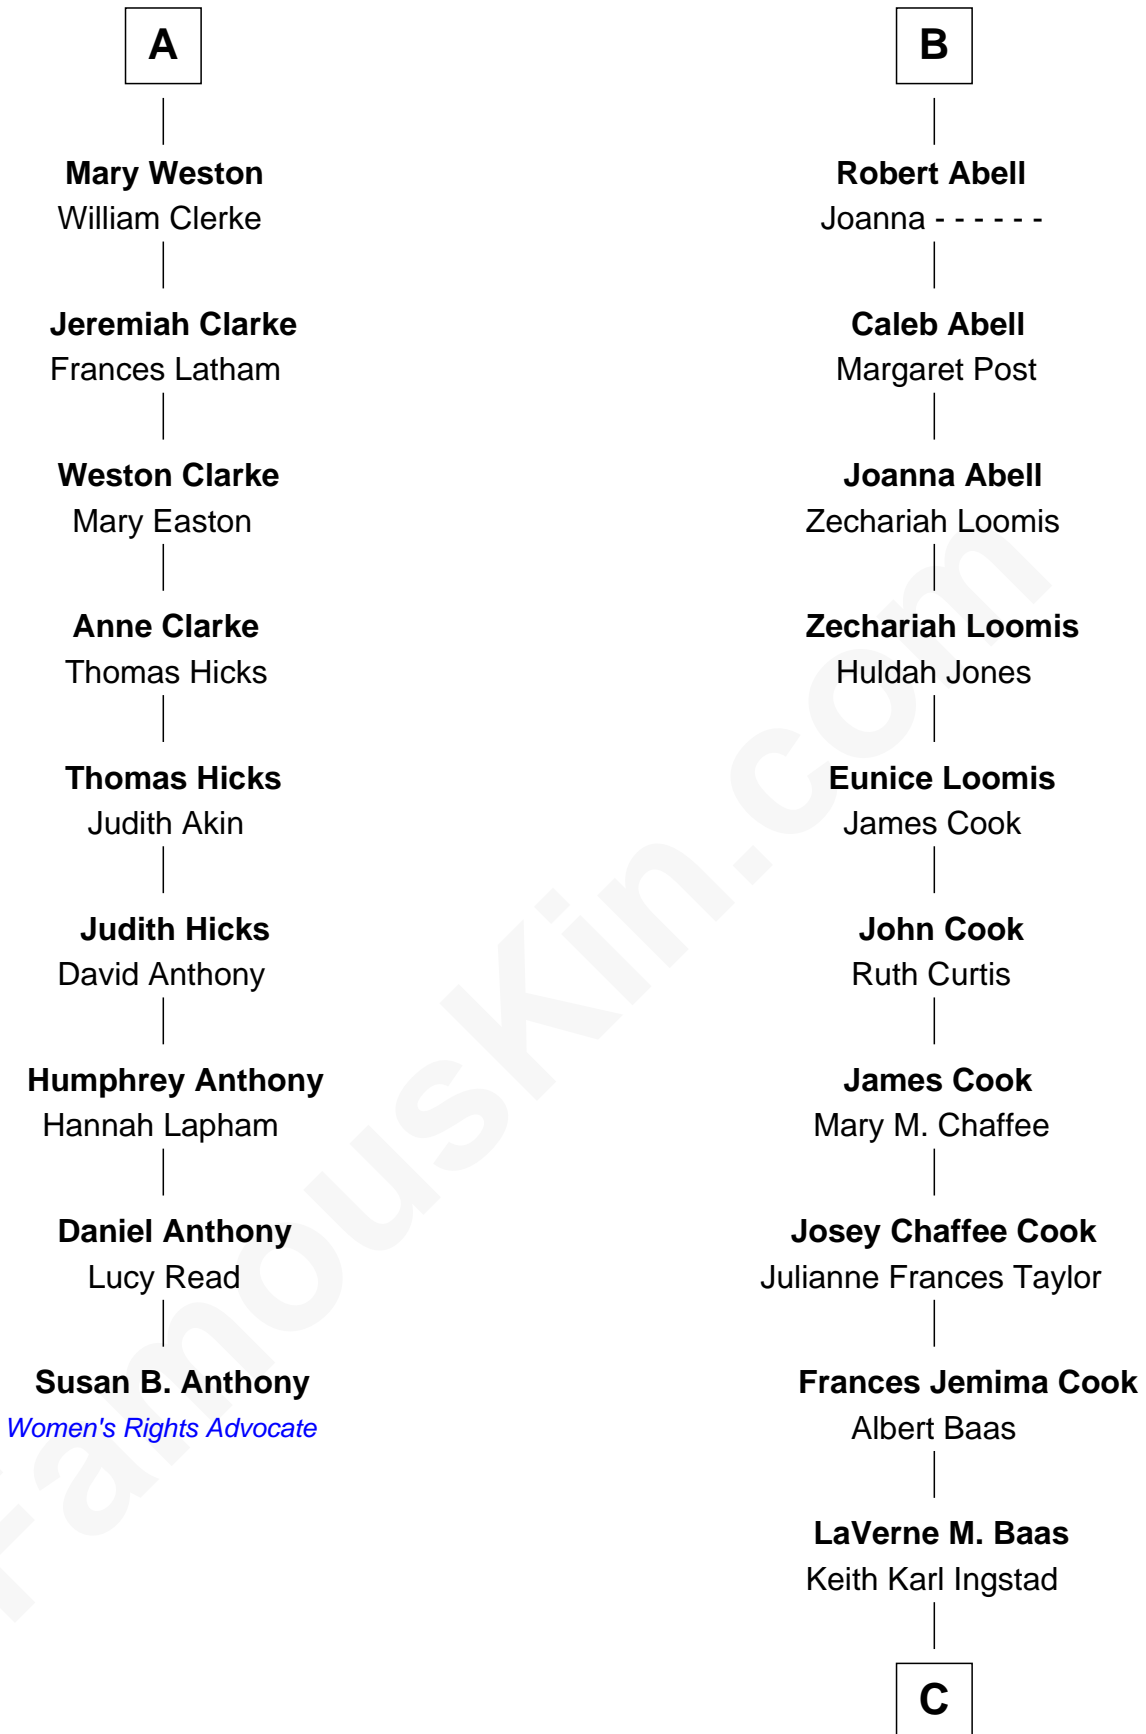 A
Mary Weston
William Clerke
Jeremiah Clarke
Frances Latham
Weston Clarke
Mary Easton
Anne Clarke
Thomas Hicks
Thomas Hicks
Judith Akin
Judith Hicks
David Anthony
Humphrey Anthony
Hannah Lapham
Daniel Anthony
Lucy Read
Susan B. Anthony
Women's Rights Advocate
B
Robert Abell
Joanna - - - - - -
Caleb Abell
Margaret Post
Joanna Abell
Zechariah Loomis
Zechariah Loomis
Huldah Jones
Eunice Loomis
James Cook
John Cook
Ruth Curtis
James Cook
Mary M. Chaffee
Josey Chaffee Cook
Julianne Frances Taylor
Frances Jemima Cook
Albert Baas
LaVerne M. Baas
Keith Karl Ingstad
C
FamousKin.com